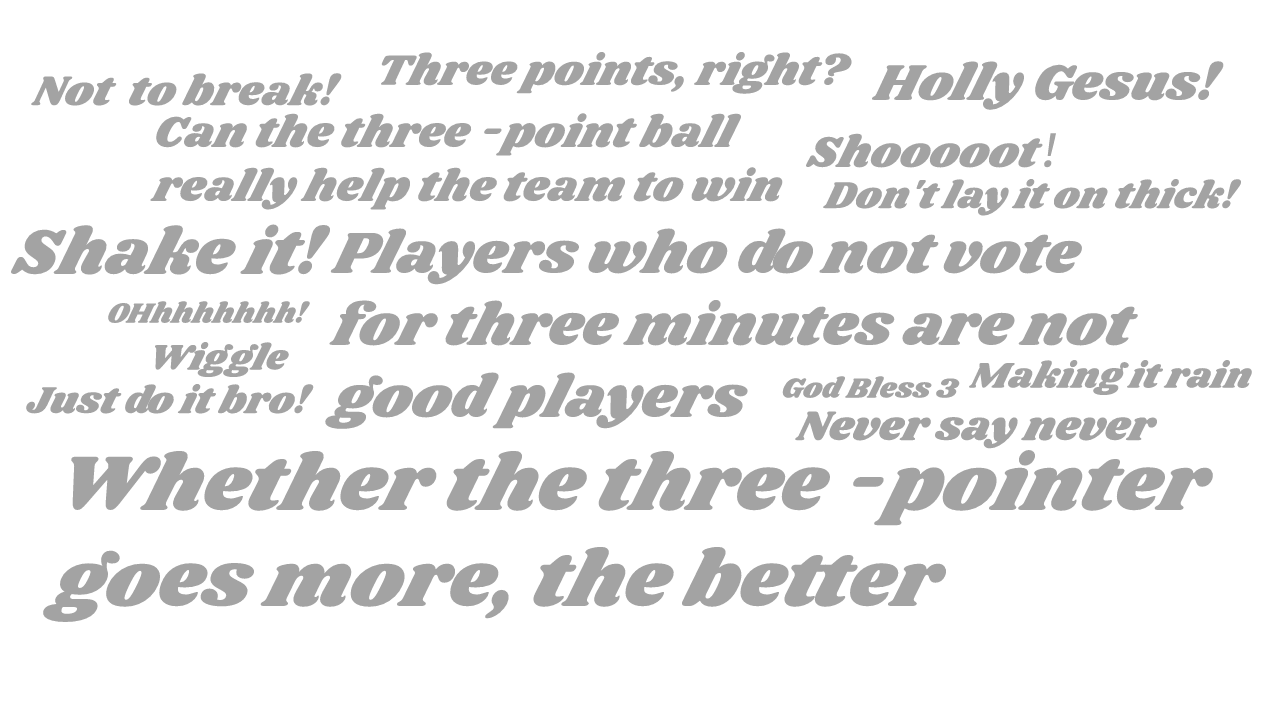 Not to break!
Three points, right?
Holly Gesus!
Can the three -point ball
really help the team to win
Shooooot!
Don't lay it on thick!
Shake it!
Players who do not vote
for three minutes are not
good players
OHhhhhhhh!
Wiggle
Just do it bro!
God Bless 3
Making it rain
Never say never
Whether the three -pointer
goes more, the better